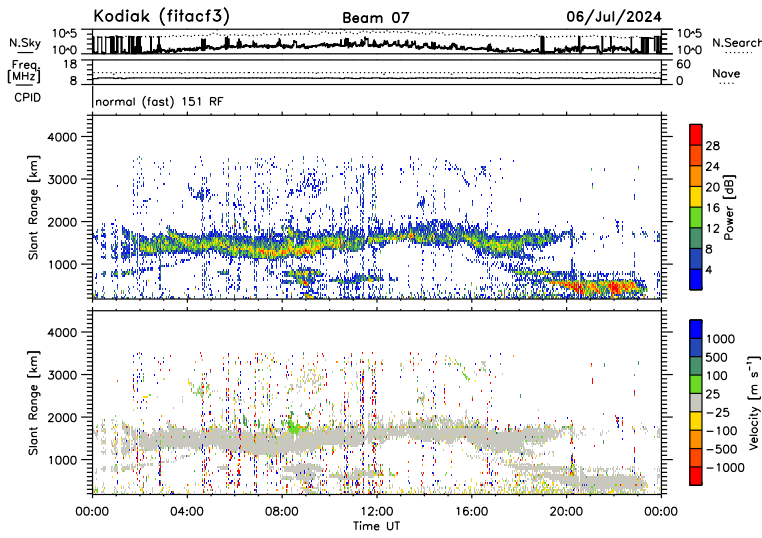 Kodiak (fitacf3) Beam 07 06/Jul/2024
N.Sky 10^5 10^0 10^5 10^0 N.Search
Freq. [MHz] 18 8 60 0 Nave
CPID normal (fast) 151 RF
Slant Range [km] 4000 3000 2000 1000
Power [dB] 28 24 20 16 12 8 4
Slant Range [km] 4000 3000 2000 1000
Velocity [m s⁻¹] 1000 500 100 25 −25 −100 −500 −1000
00:00 04:00 08:00 12:00 16:00 20:00 00:00
Time UT